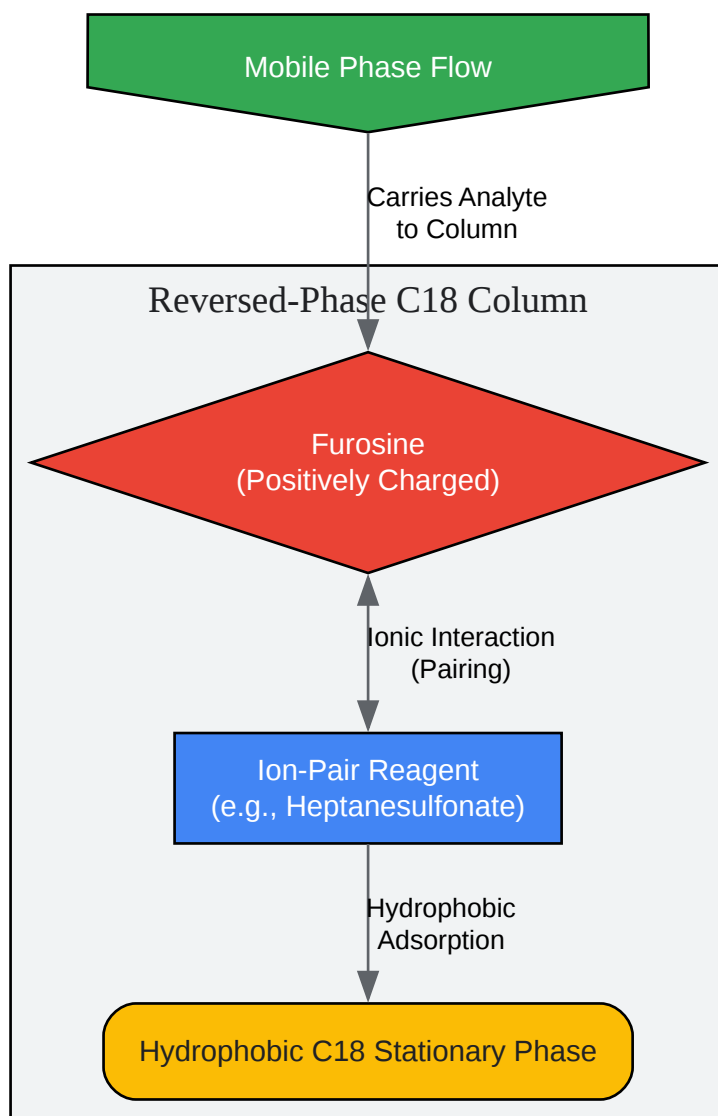 Mobile Phase Flow
Carries Analyte
to Column
Reversed-Phase C18 Column
Furosine
(Positively Charged)
Ionic Interaction
(Pairing)
Ion-Pair Reagent
(e.g., Heptanesulfonate)
Hydrophobic
Adsorption
Hydrophobic C18 Stationary Phase